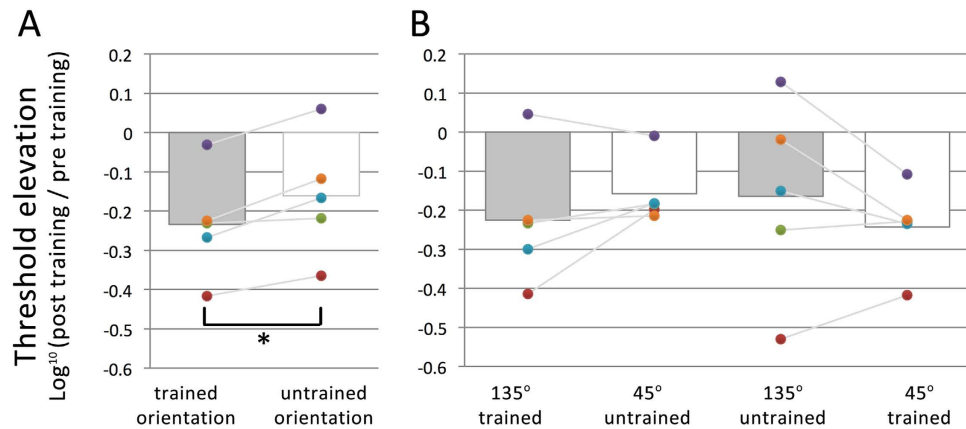 A
B
Threshold elevation
Log¹⁰ (post training / pre training)
0.2
0.1
0
-0.1
-0.2
-0.3
-0.4
-0.5
-0.6
*
trained
orientation
untrained
orientation
0.2
0.1
0
-0.1
-0.2
-0.3
-0.4
-0.5
-0.6
135°
trained
45°
untrained
135°
untrained
45°
trained